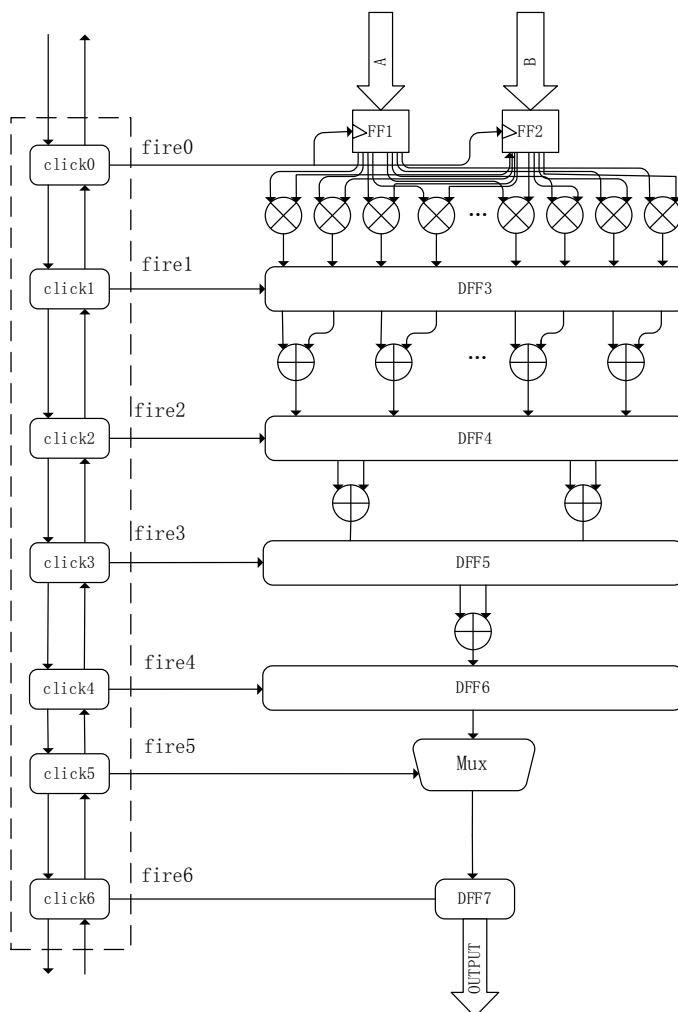 A
B
fire0
FF1
FF2
click0
...
fire1
click1
DFF3
...
fire2
click2
DFF4
fire3
click3
DFF5
fire4
click4
DFF6
fire5
Mux
click5
fire6
click6
DFF7
OUTPUT